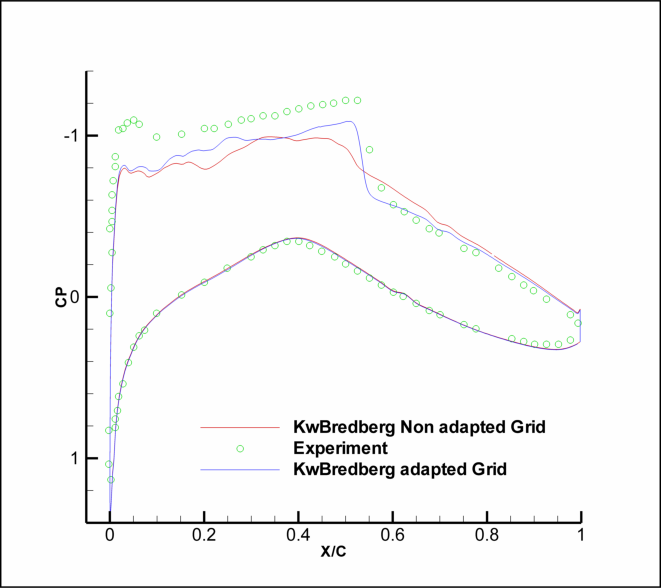 -1
0
1
CP
KwBredberg Non adapted Grid
Experiment
KwBredberg adapted Grid
0 0.2 0.4 0.6 0.8 1
X/C